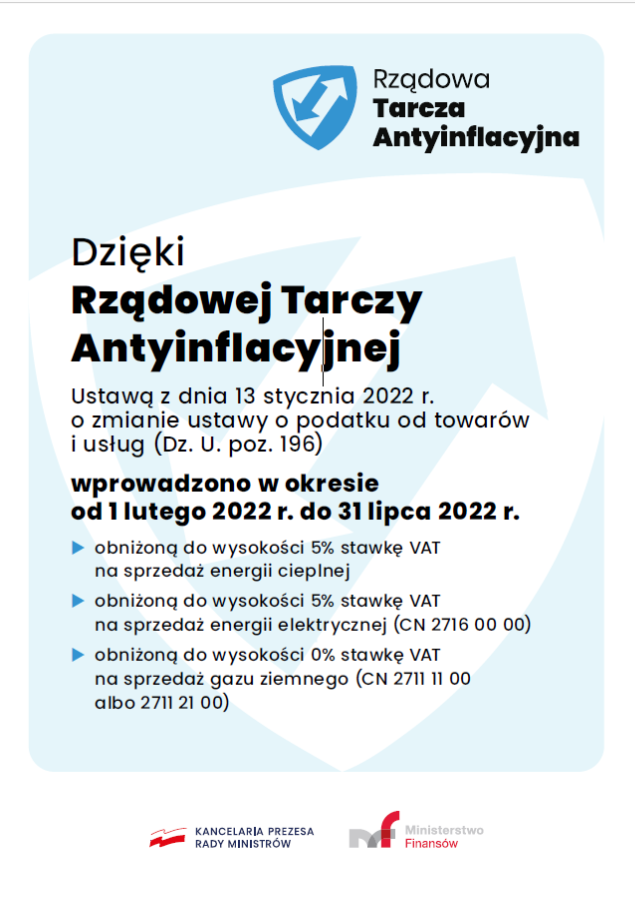 Rządowa
Tarcza
Antyinflacyjna
Dzięki
Rządowej Tarczy
Antyinflacyjnej
Ustawą z dnia 13 stycznia 2022 r.
o zmianie ustawy o podatku od towarów
i usług (Dz. U. poz. 196)
wprowadzono w okresie
od 1 lutego 2022 r. do 31 lipca 2022 r.
obniżoną do wysokości 5% stawkę VAT
na sprzedaż energii cieplnej
obniżoną do wysokości 5% stawkę VAT
na sprzedaż energii elektrycznej (CN 2716 00 00)
obniżoną do wysokości 0% stawkę VAT
na sprzedaż gazu ziemnego (CN 2711 11 00
albo 2711 21 00)
KANCELARIA PREZESA
RADY MINISTRÓW
mf
Ministerstwo
Finansów